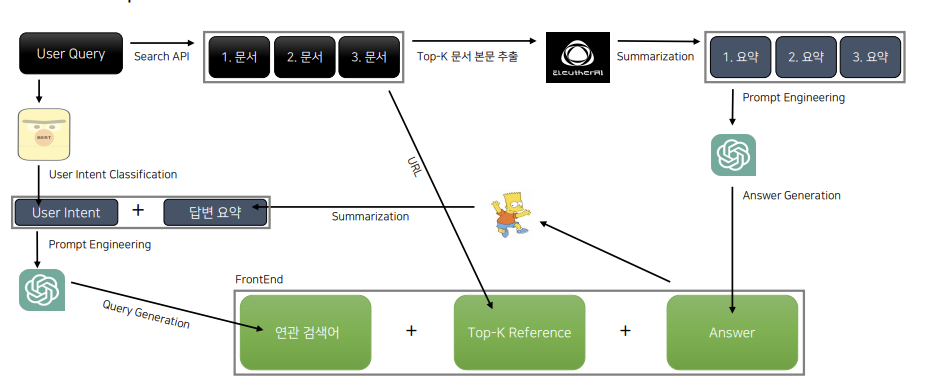 User Query
Search API
1. 문서
2. 문서
3. 문서
Top-K 문서 본문 추출
EleutherAI
Summarization
1. 요약
2. 요약
3. 요약
Prompt Engineering
BERT
URL
User Intent Classification
Answer Generation
User Intent
+
답변 요약
Summarization
Prompt Engineering
FrontEnd
Query Generation
연관 검색어
+
Top-K Reference
+
Answer